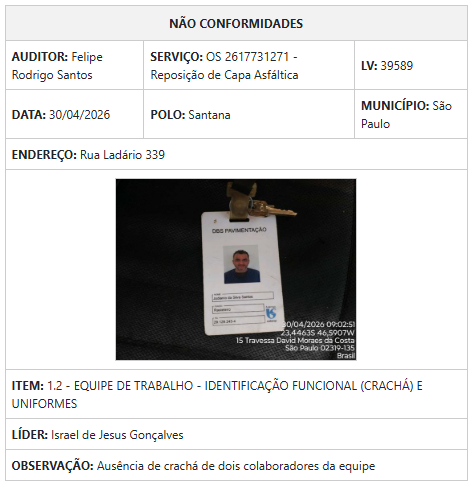 NÃO CONFORMIDADES
AUDITOR: Felipe Rodrigo Santos
SERVIÇO: OS 2617731271 - Reposição de Capa Asfáltica
LV: 39589
DATA: 30/04/2026
POLO: Santana
MUNICÍPIO: São Paulo
ENDEREÇO: Rua Ladário 339
PAVIMENTAÇÃO
30/04/2026 09:02:51
23,44635 46,5907W
15 Travessa David Moraes da Costa
São Paulo 02319-135
Brasil
ITEM: 1.2 - EQUIPE DE TRABALHO - IDENTIFICAÇÃO FUNCIONAL (CRACHÁ) E UNIFORMES
LÍDER: Israel de Jesus Gonçalves
OBSERVAÇÃO: Ausência de crachá de dois colaboradores da equipe